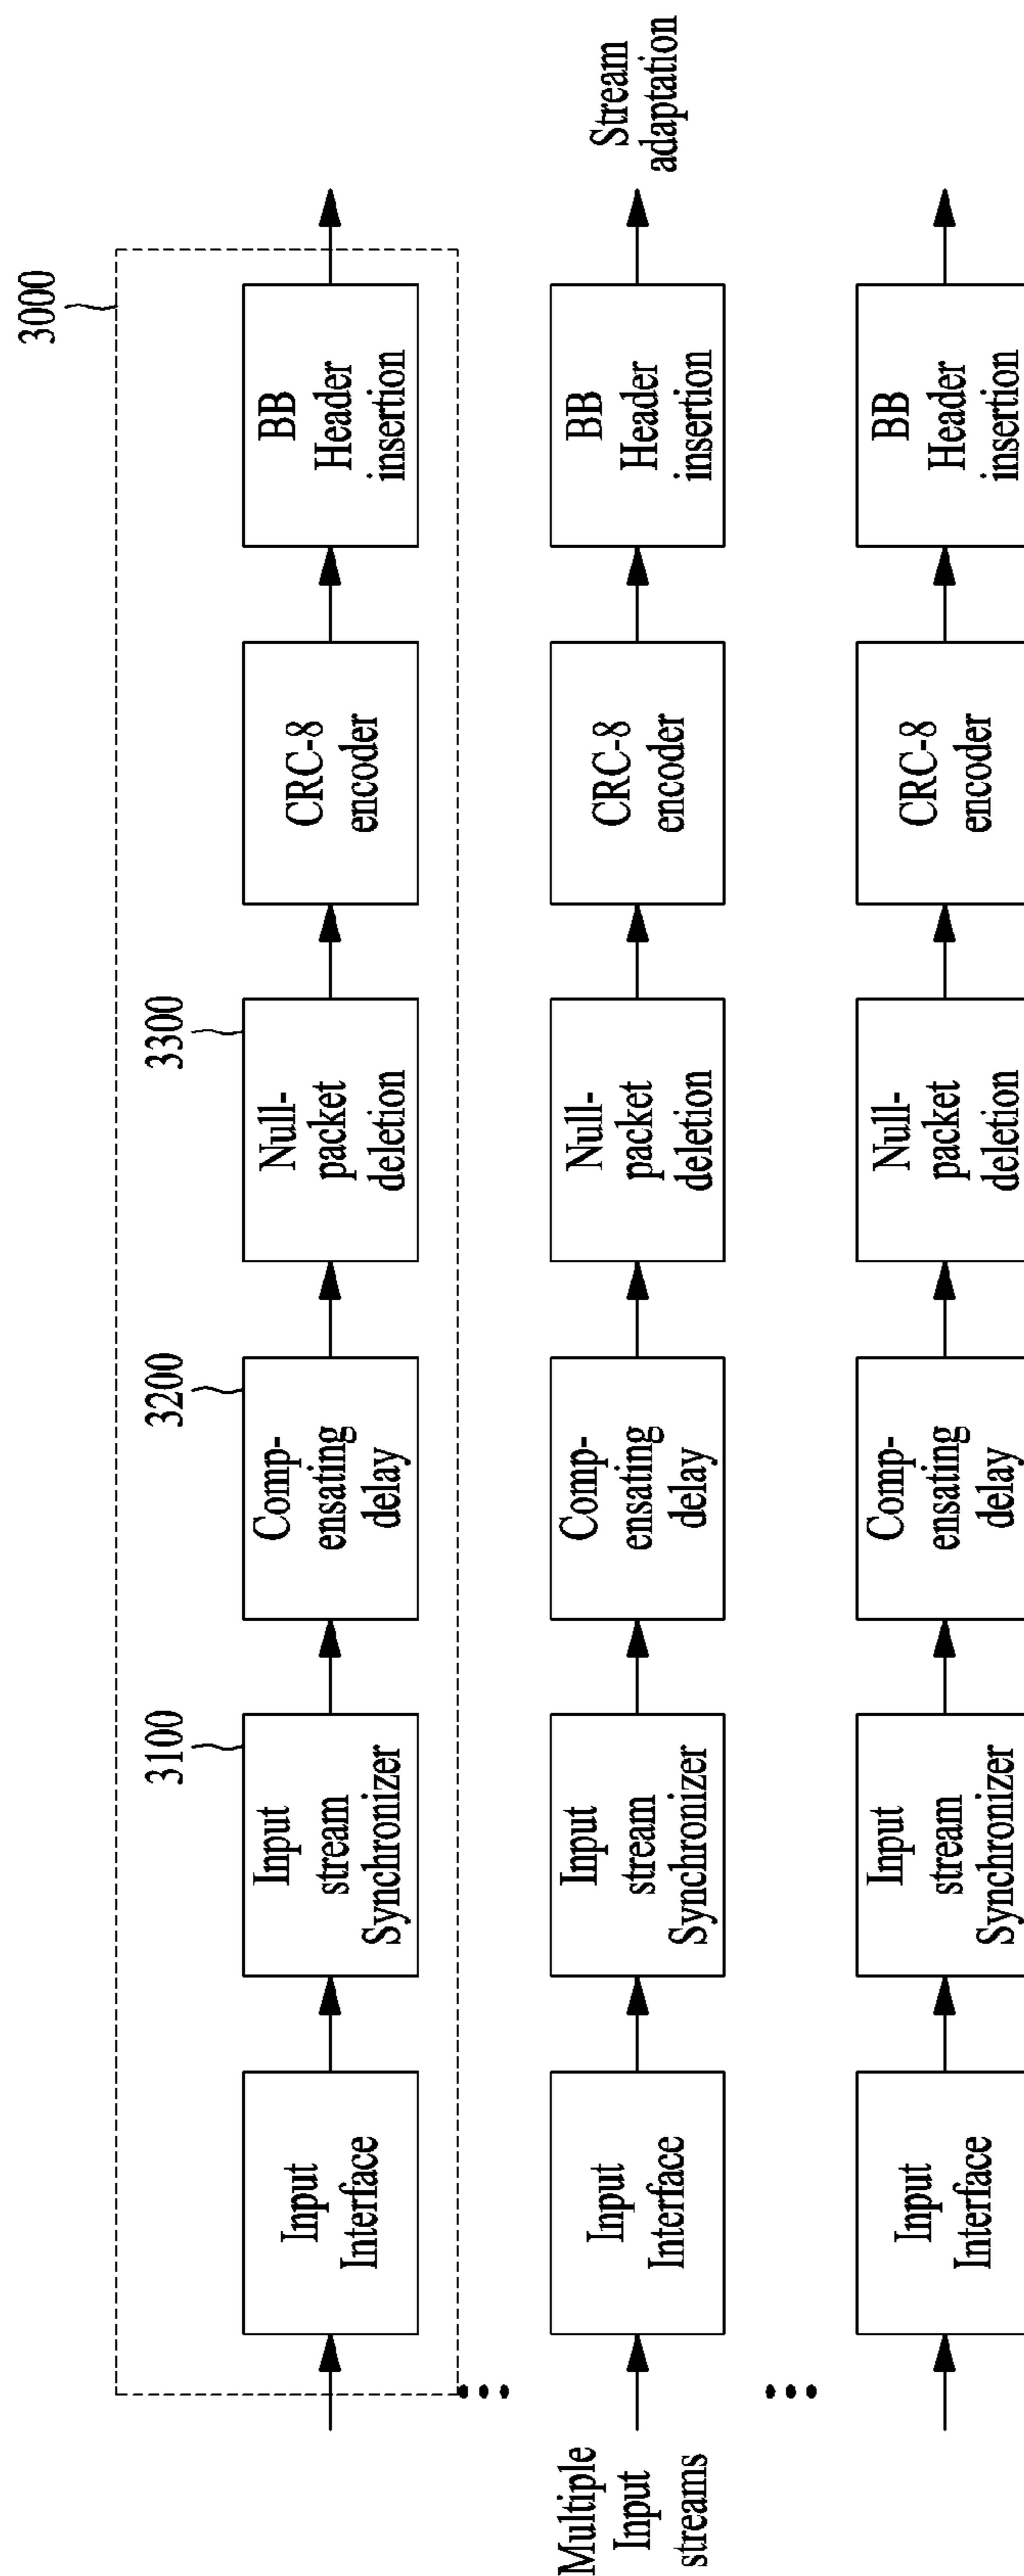 3000
3100
3200
3300
Input
Interface
Input
stream
Synchronizer
Comp-
ensating
delay
Null-
packet
deletion
CRC-8
encoder
BB
Header
insertion
Multiple
Input
streams
Input
Interface
Input
stream
Synchronizer
Comp-
ensating
delay
Null-
packet
deletion
CRC-8
encoder
BB
Header
insertion
Stream
adaptation
Input
Interface
Input
stream
Synchronizer
Comp-
ensating
delay
Null-
packet
deletion
CRC-8
encoder
BB
Header
insertion